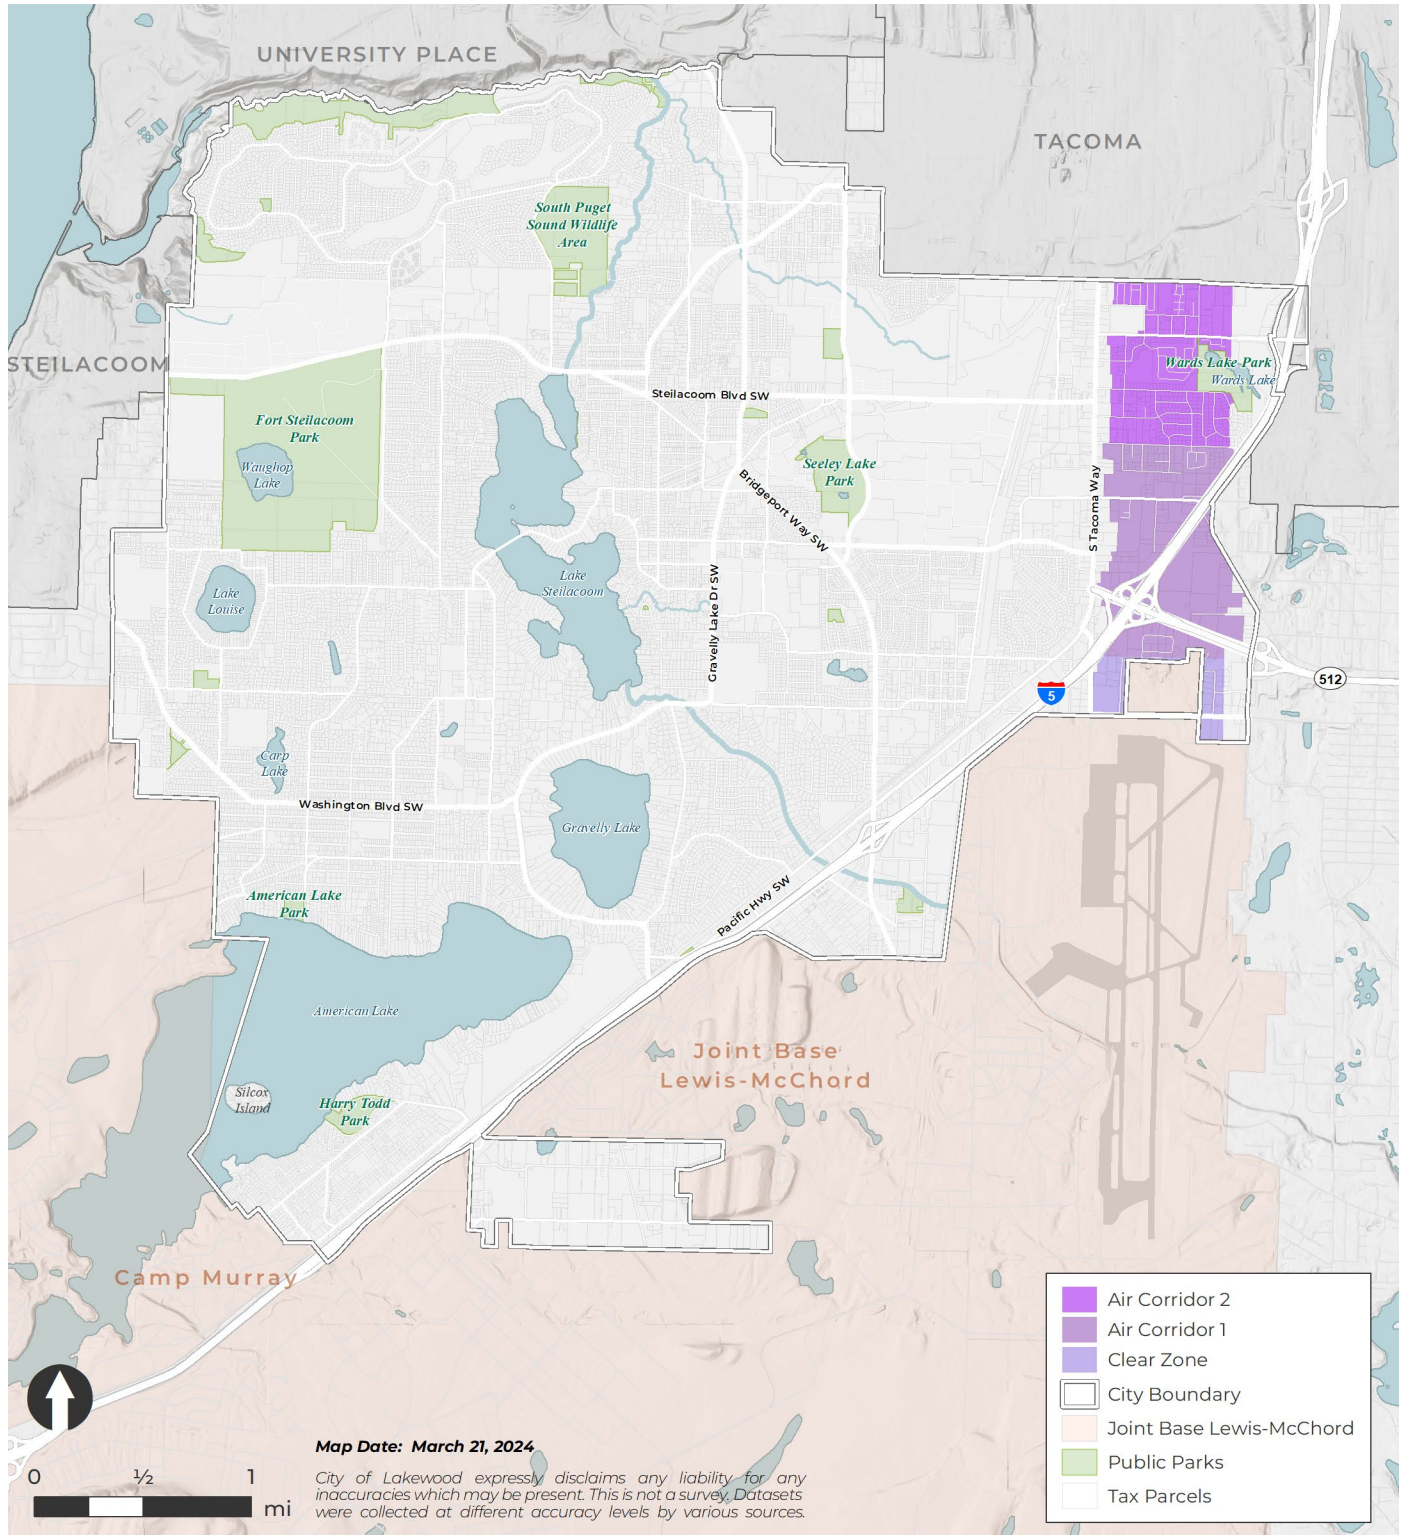 UNIVERSITY PLACE
TACOMA
South Puget
Sound Wildlife
Area
STEILACOOM
Wards Lake Park
Wards Lake
Steilacoom Blvd SW
Fort Steilacoom
Park
Waughop
Lake
Seeley Lake
Park
Bridgeport Way SW
S Tacoma Way
Lake
Steilacoom
Lake
Louise
Gravelly Lake Dr SW
512
5
Carp
Lake
Washington Blvd SW
Gravelly Lake
American Lake
Park
Pacific Hwy SW
American Lake
Joint Base
Lewis-McChord
Silcox
Island
Harry Todd
Park
Camp Murray
Air Corridor 2
Air Corridor 1
Clear Zone
City Boundary
Joint Base Lewis-McChord
Public Parks
Tax Parcels
Map Date: March 21, 2024
0 ½ 1
mi
City of Lakewood expressly disclaims any liability for any
inaccuracies which may be present. This is not a survey. Datasets
were collected at different accuracy levels by various sources.